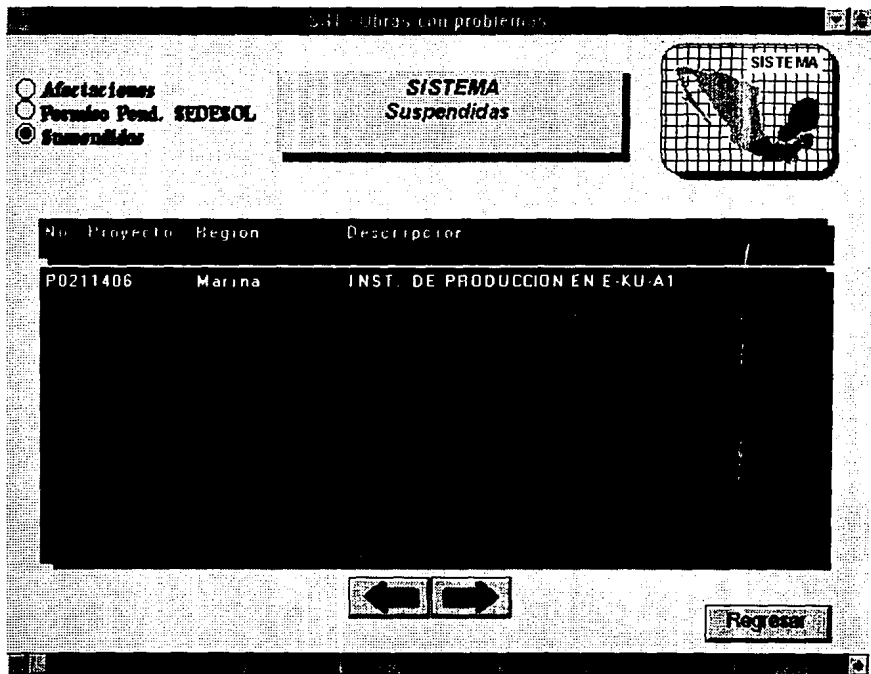 Obras con problemas
Afectaciones
Permiso Pend. SEDESOL
Suspendidas
SISTEMA
Suspendidas
SISTEMA
No. Proyecto Region Descripcion
P0211406 Marina INST. DE PRODUCCION EN E-KU-A1
Regresar